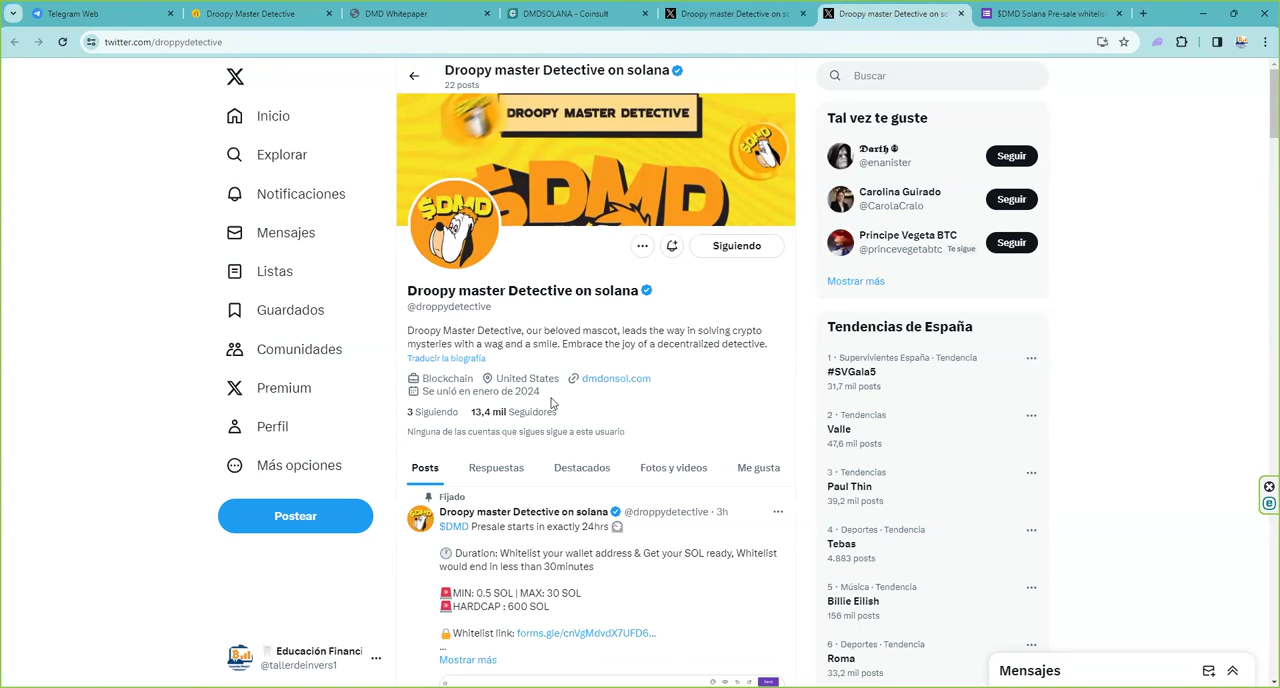 Telegram Web
Droopy Master Detective
DMD Whitepaper
DMDSOLANA - Coinsult
Droopy master Detective on so
Droopy master Detective on so
$DMD Solana Pre-sale whitelis
twitter.com/droppydetective
Droopy master Detective on solana
22 posts
Buscar
DROOPY MASTER DETECTIVE
$DMD
$DMD
$DMD
Inicio
Explorar
Notificaciones
Mensajes
Listas
Guardados
Comunidades
Premium
Perfil
Más opciones
Postear
Educación Financi
@tallerdeinvers1
Siguiendo
Droopy master Detective on solana
@droppydetective
Droopy Master Detective, our beloved mascot, leads the way in solving crypto
mysteries with a wag and a smile. Embrace the joy of a decentralized detective.
Traducir la biografía
Blockchain United States dmdonsol.com
Se unió en enero de 2024
3 Siguiendo 13,4 mil Seguidores
Ninguna de las cuentas que sigues sigue a este usuario
Posts Respuestas Destacados Fotos y videos Me gusta
Fijado
Droopy master Detective on solana @droppydetective · 3h
$DMD Presale starts in exactly 24hrs
Duration: Whitelist your wallet address & Get your SOL ready, Whitelist
would end in less than 30minutes
MIN: 0.5 SOL | MAX: 30 SOL
HARDCAP : 600 SOL
Whitelist link: forms.gle/cnVgMdvdX7UFD6...
...
Mostrar más
Tal vez te guste
𝕯𝖆𝖗𝖙𝖍
@enanister
Seguir
Carolina Guirado
@CarolaCrato
Seguir
Principe Vegeta BTC
@princevegetabtc Te sigue
Seguir
Mostrar más
Tendencias de España
1 · Supervivientes España · Tendencia
#SVGala5
31,7 mil posts
2 · Tendencias
Valle
47,6 mil posts
3 · Tendencias
Paul Thin
39,2 mil posts
4 · Deportes · Tendencia
Tebas
4.883 posts
5 · Música · Tendencia
Billie Eilish
156 mil posts
6 · Deportes · Tendencia
Roma
33,2 mil posts
Mensajes